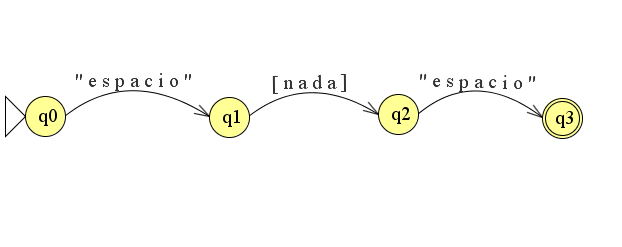 "espacio" [nada] "espacio"
q0 q1 q2 q3